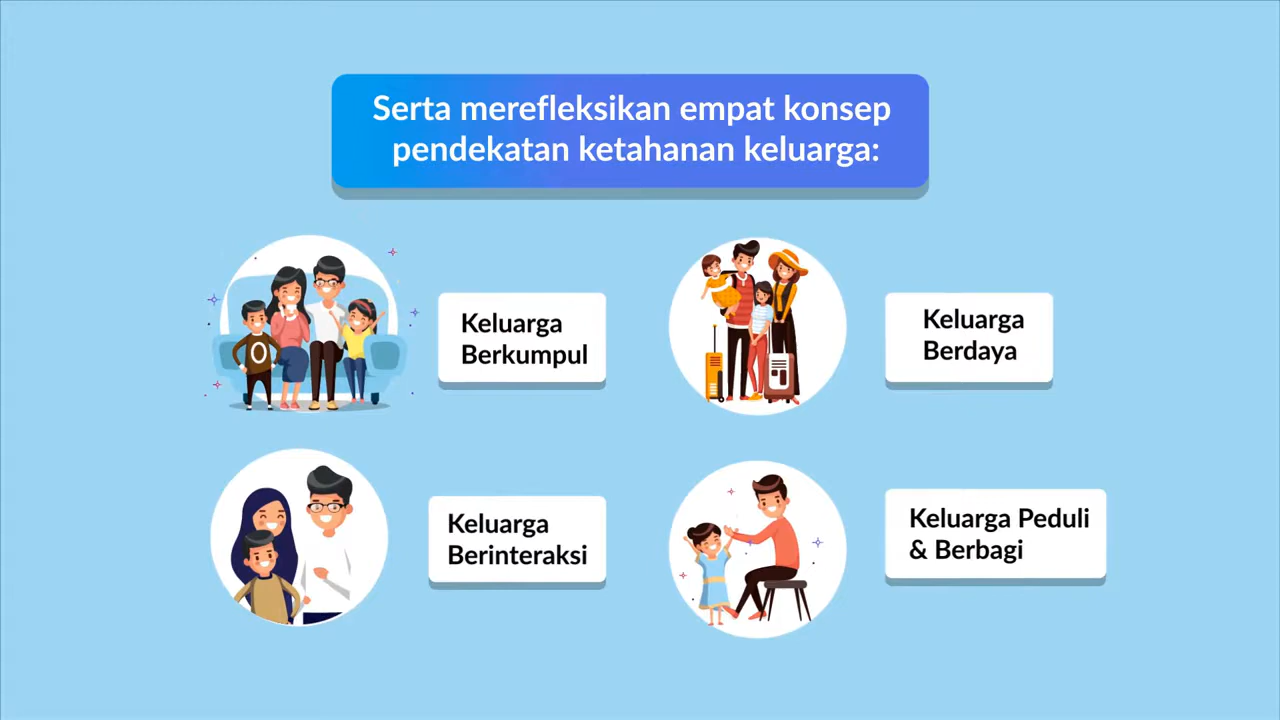 Serta merefleksikan empat konsep
pendekatan ketahanan keluarga:
Keluarga
Berkumpul
Keluarga
Berdaya
Keluarga
Berinteraksi
Keluarga Peduli
& Berbagi